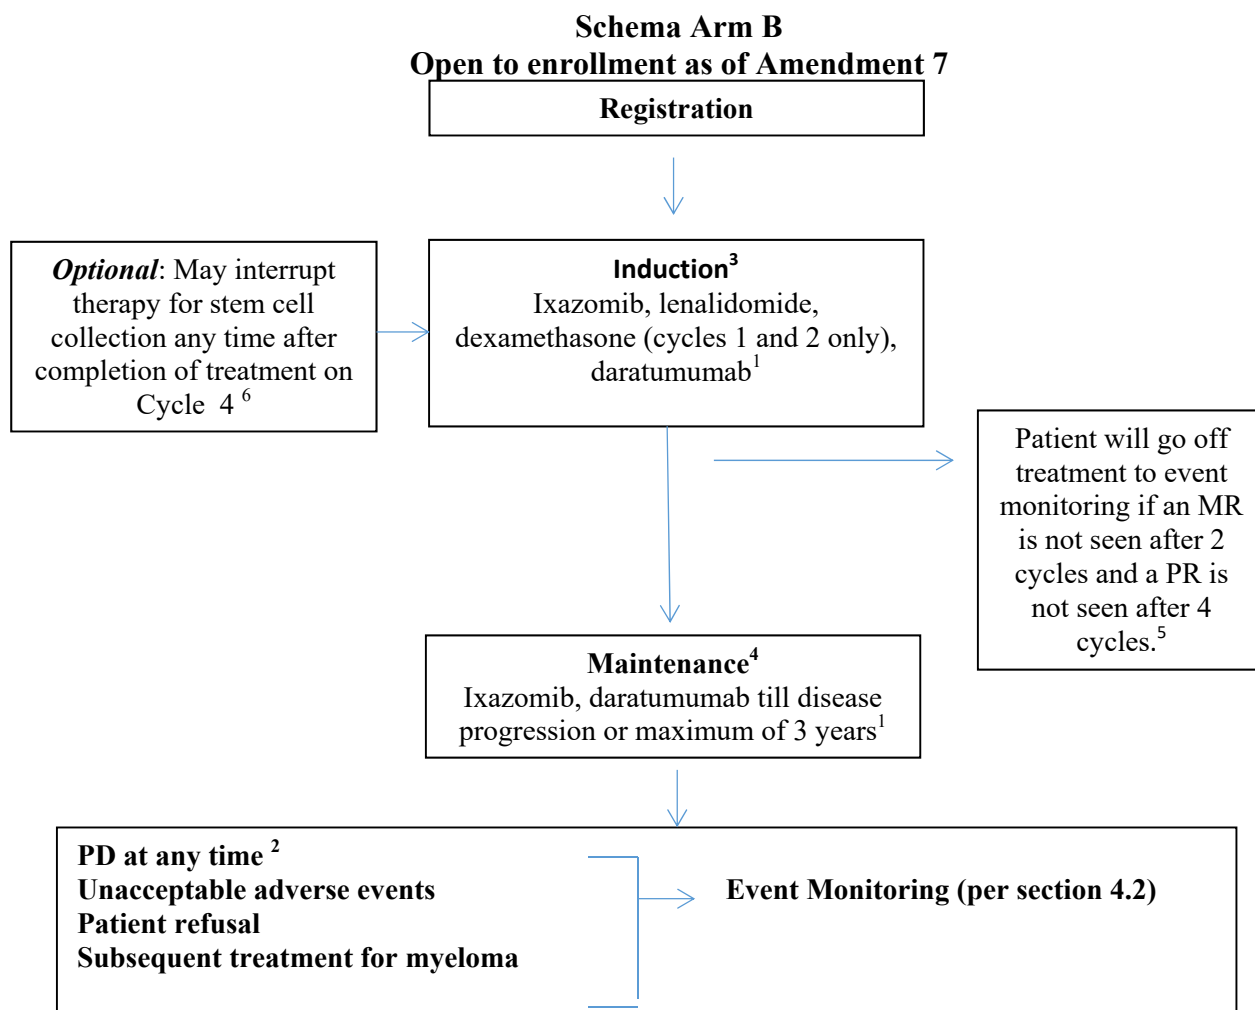 Schema Arm B
Open to enrollment as of Amendment 7
Registration
Optional: May interrupt
therapy for stem cell
collection any time after
completion of treatment on
Cycle 4 6
Induction3
Ixazomib, lenalidomide,
dexamethasone (cycles 1 and 2 only),
daratumumab1
Patient will go off
treatment to event
monitoring if an MR
is not seen after 2
cycles and a PR is
not seen after 4
cycles.5
Maintenance4
Ixazomib, daratumumab till disease
progression or maximum of 3 years1
PD at any time 2
Unacceptable adverse events
Patient refusal
Subsequent treatment for myeloma
Event Monitoring (per section 4.2)